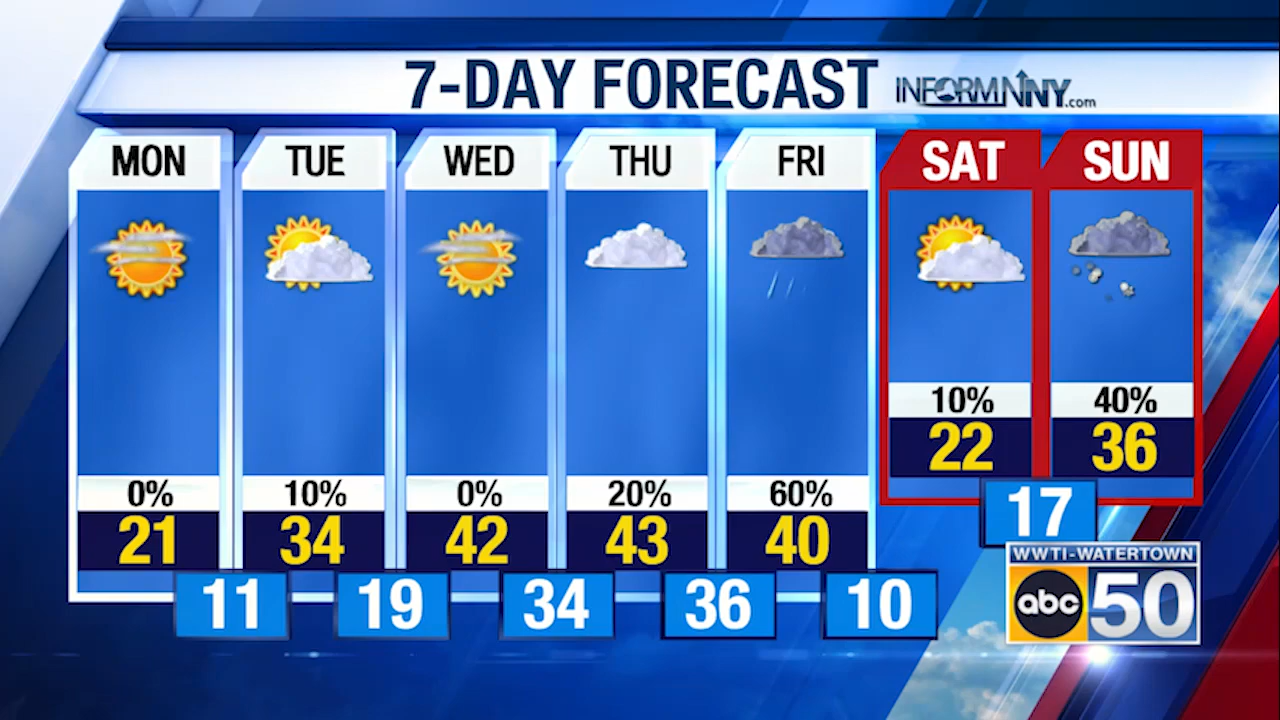 7-DAY FORECAST INFORMNNY.com
MON TUE WED THU FRI SAT SUN
10% 40%
22 36
0% 10% 0% 20% 60%
21 34 42 43 40
17
11 19 34 36 10
WWTI-WATERTOWN
abc 50